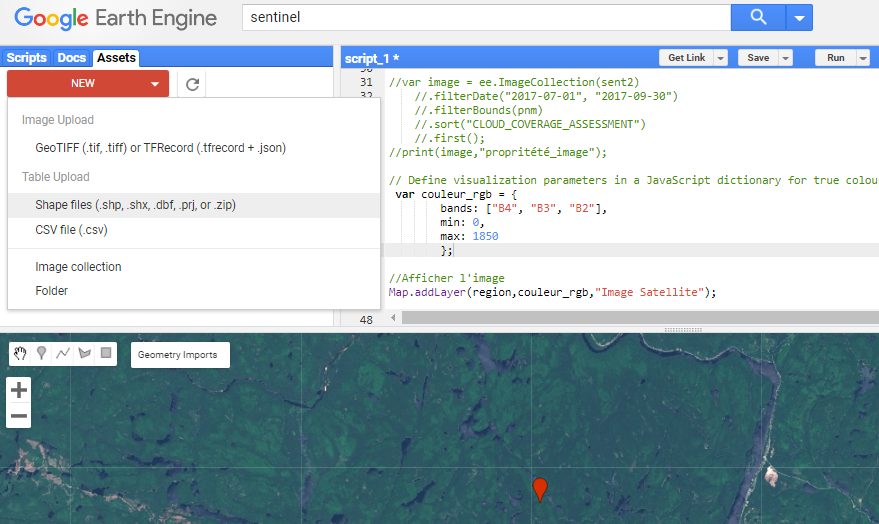 Google Earth Engine
sentinel
Scripts Docs Assets
script_1 *
Get Link Save Run
NEW
Image Upload
GeoTIFF (.tif, .tiff) or TFRecord (.tfrecord + .json)
Table Upload
Shape files (.shp, .shx, .dbf, .prj, or .zip)
CSV file (.csv)
Image collection
Folder
31 //var image = ee.ImageCollection(sent2)
32 //.filterDate("2017-07-01", "2017-09-30")
//.filterBounds(pnm)
//.sort("CLOUD_COVERAGE_ASSESSMENT")
//.first();
//print(image,"propritété_image");
// Define visualization parameters in a JavaScript dictionary for true colou
var couleur_rgb = {
bands: ["B4", "B3", "B2"],
min: 0,
max: 1850
};
//Afficher l'image
Map.addLayer(region,couleur_rgb,"Image Satellite");
48
Geometry Imports